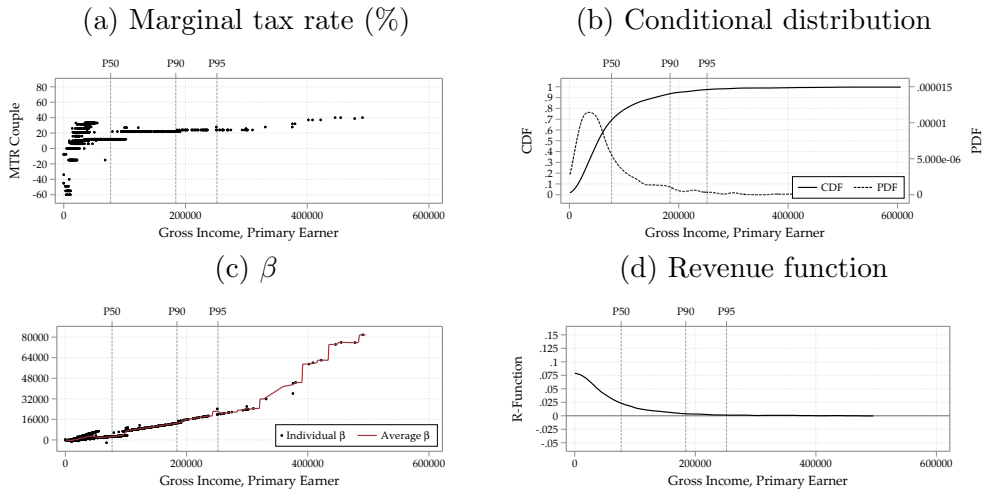 (a) Marginal tax rate (%)
P50 P90 P95
80
60
40
20
0
-20
-40
-60
MTR Couple
0 200000 400000 600000
Gross Income, Primary Earner
(b) Conditional distribution
P50 P90 P95
1
.9
.8
.7
.6
.5
.4
.3
.2
.1
0
CDF
.000015
.00001
5.000e-06
0
PDF
CDF PDF
0 200000 400000 600000
Gross Income, Primary Earner
(c) β
P50 P90 P95
80000
64000
48000
32000
16000
0
Individual β Average β
0 200000 400000 600000
Gross Income, Primary Earner
(d) Revenue function
P50 P90 P95
.15
.125
.1
.075
.05
.025
0
-.025
-.05
R-Function
0 200000 400000 600000
Gross Income, Primary Earner